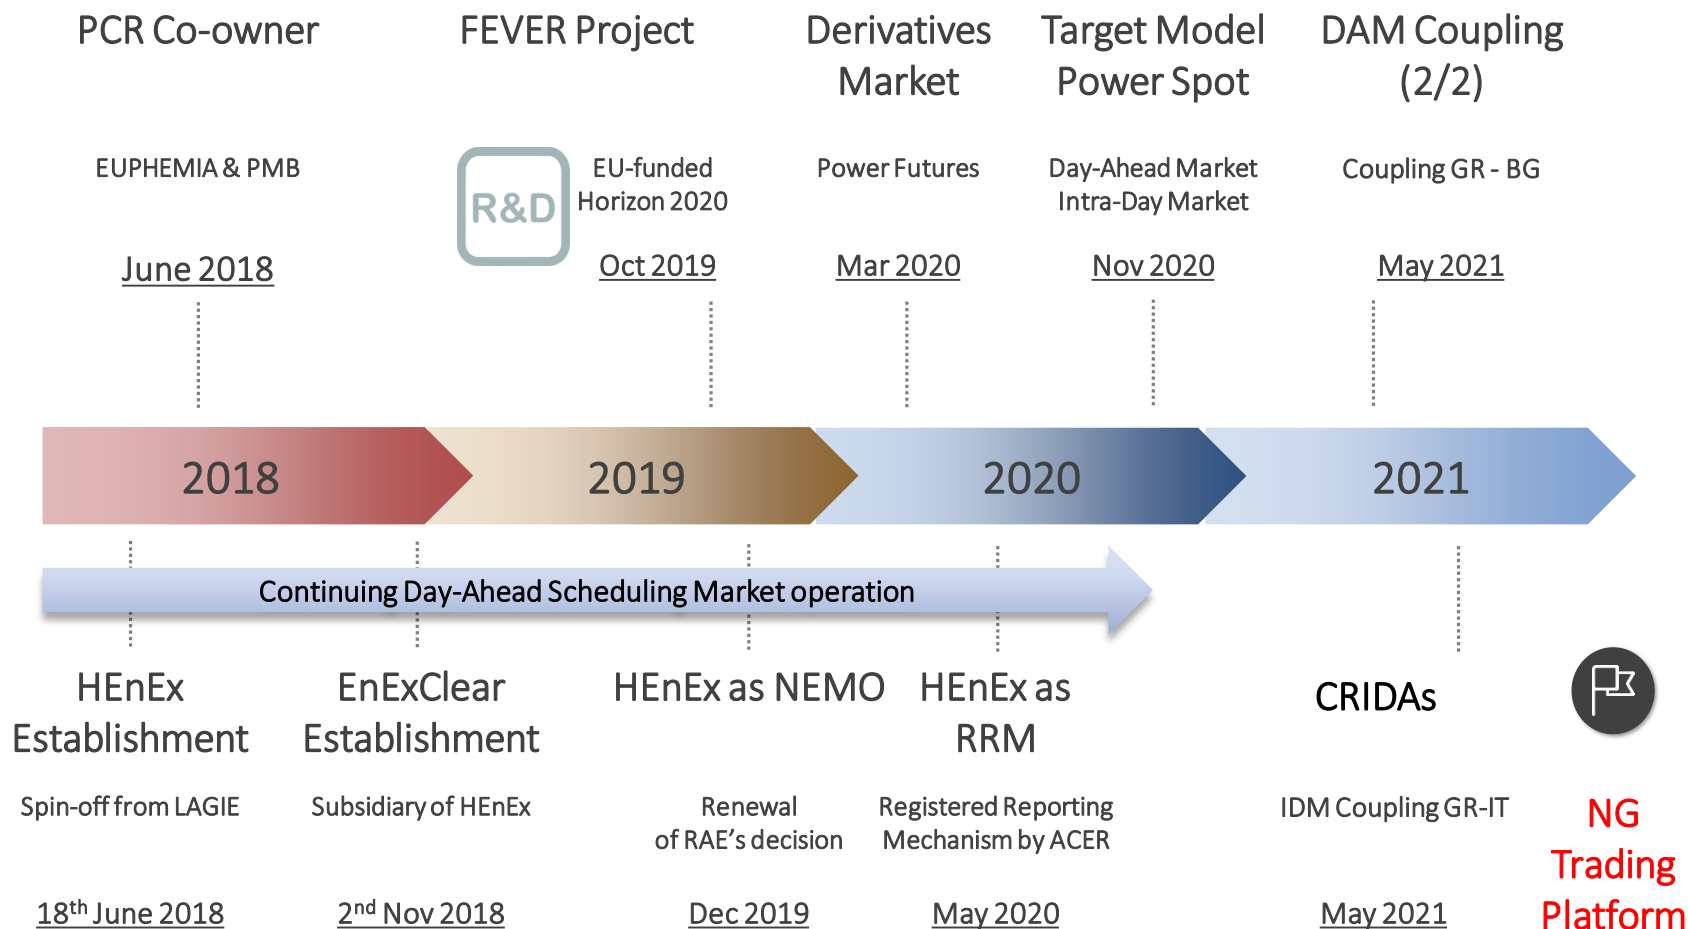 PCR Co-owner
EUPHEMIA & PMB
June 2018
FEVER Project
R&D
EU-funded
Horizon 2020
Oct 2019
Derivatives
Market
Power Futures
Mar 2020
Target Model
Power Spot
Day-Ahead Market
Intra-Day Market
Nov 2020
DAM Coupling
(2/2)
Coupling GR - BG
May 2021
2018
2019
2020
2021
Continuing Day-Ahead Scheduling Market operation
HEnEx
Establishment
Spin-off from LAGIE
18th June 2018
EnExClear
Establishment
Subsidiary of HEnEx
2nd Nov 2018
HEnEx as NEMO
Renewal
of RAE's decision
Dec 2019
HEnEx as
RRM
Registered Reporting
Mechanism by ACER
May 2020
CRIDAs
IDM Coupling GR-IT
May 2021
NG
Trading
Platform